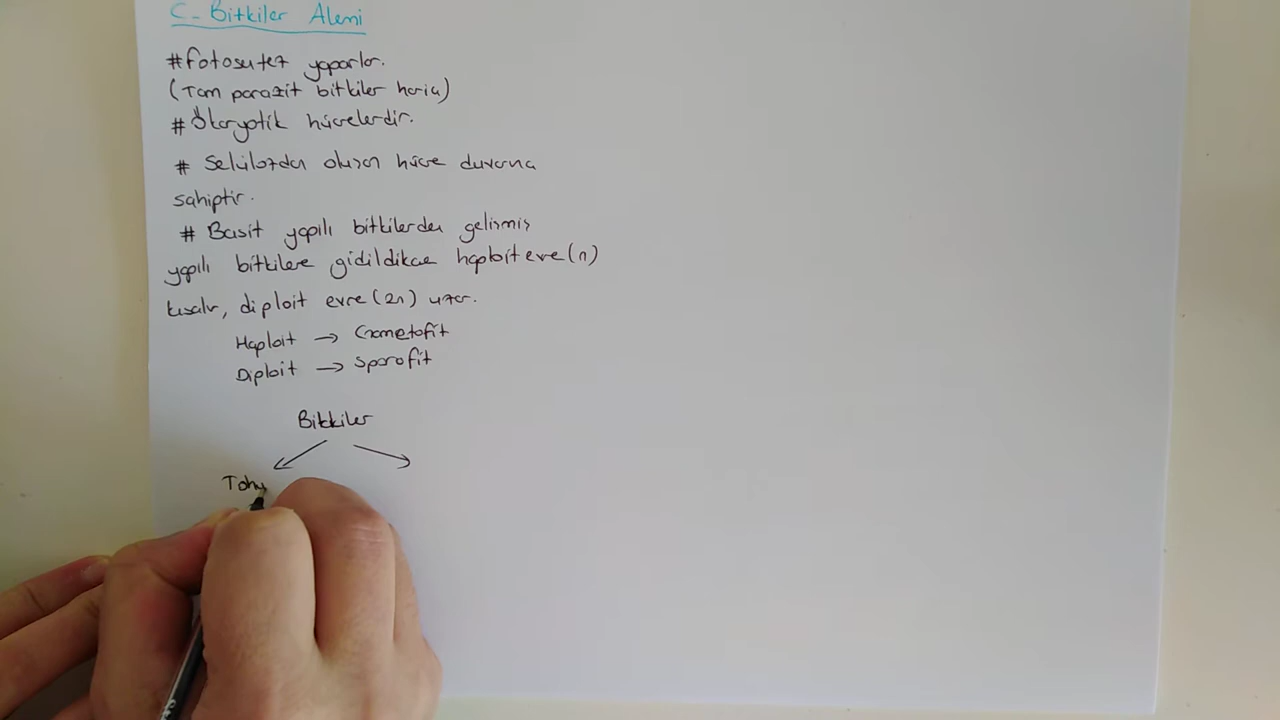 C- Bitkiler Alemi
#fotosentez yaparlar.
(Tam parazit bitkiler hariç)
# Ökaryotik hücrelerdir.
# Selülozdan oluşan hücre duvarına
sahiptir.
# Basit yapılı bitkilerden gelişmiş
yapılı bitkilere gidildikçe haploit evre(n)
kısalır, diploit evre(2n) uzar.
Haploit → Gametofit
Diploit → Sporofit
Bitkiler
Tohu